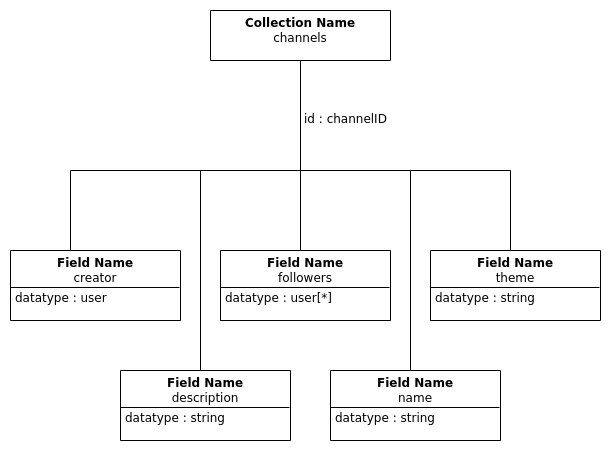 Collection Name
channels
id : channelID
Field Name
creator
datatype : user
Field Name
followers
datatype : user[*]
Field Name
theme
datatype : string
Field Name
description
datatype : string
Field Name
name
datatype : string